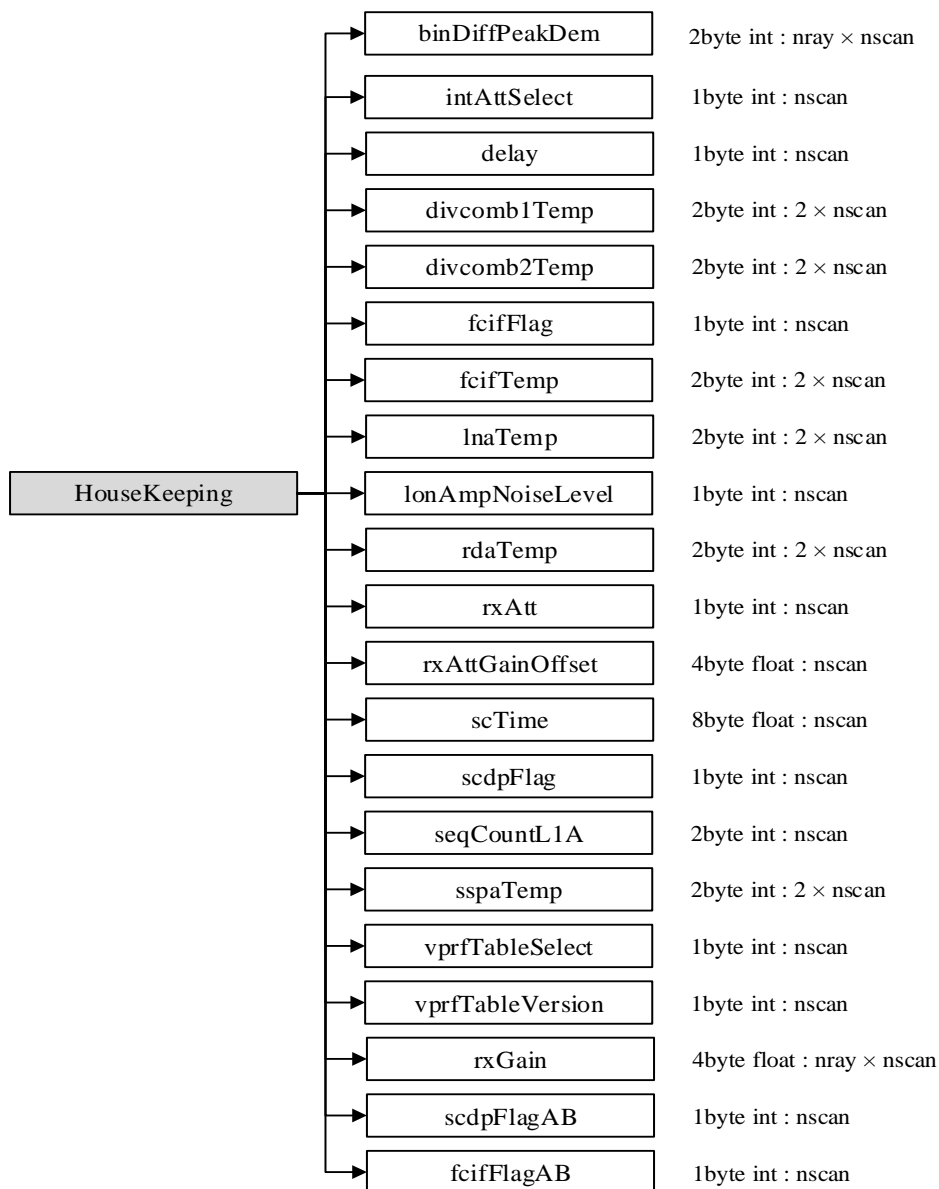 binDiffPeakDem 2byte int : nray × nscan
intAttSelect 1byte int : nscan
delay 1byte int : nscan
divcomb1Temp 2byte int : 2 × nscan
divcomb2Temp 2byte int : 2 × nscan
fcifFlag 1byte int : nscan
fcifTemp 2byte int : 2 × nscan
lnaTemp 2byte int : 2 × nscan
HouseKeeping lonAmpNoiseLevel 1byte int : nscan
rdaTemp 2byte int : 2 × nscan
rxAtt 1byte int : nscan
rxAttGainOffset 4byte float : nscan
scTime 8byte float : nscan
scdpFlag 1byte int : nscan
seqCountL1A 2byte int : nscan
sspaTemp 2byte int : 2 × nscan
vprfTableSelect 1byte int : nscan
vprfTableVersion 1byte int : nscan
rxGain 4byte float : nray × nscan
scdpFlagAB 1byte int : nscan
fcifFlagAB 1byte int : nscan